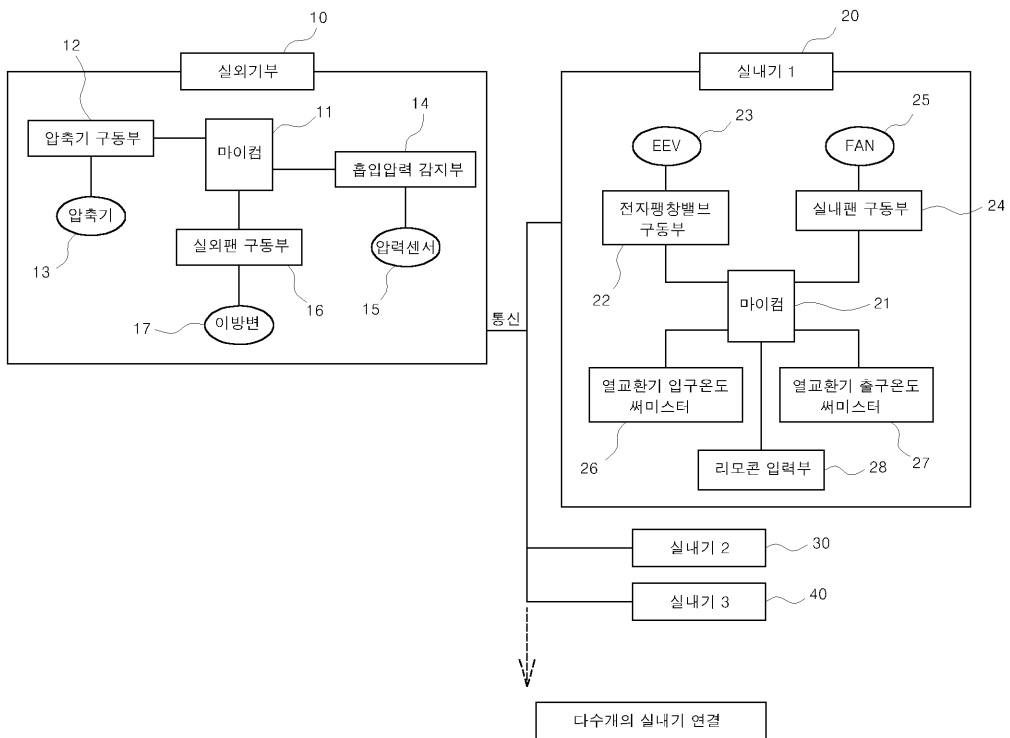 10
20
실외기부
실내기 1
12
11
14
압축기 구동부
마이컴
흡입압력 감지부
압축기
13
실외팬 구동부
16
압력센서
15
17
이방변
통신
23
25
EEV
FAN
전자팽창밸브
구동부
실내팬 구동부
24
22
마이컴
21
열교환기 입구온도
써미스터
열교환기 출구온도
써미스터
26
리모콘 입력부
28
27
실내기 2
30
실내기 3
40
다수개의 실내기 연결